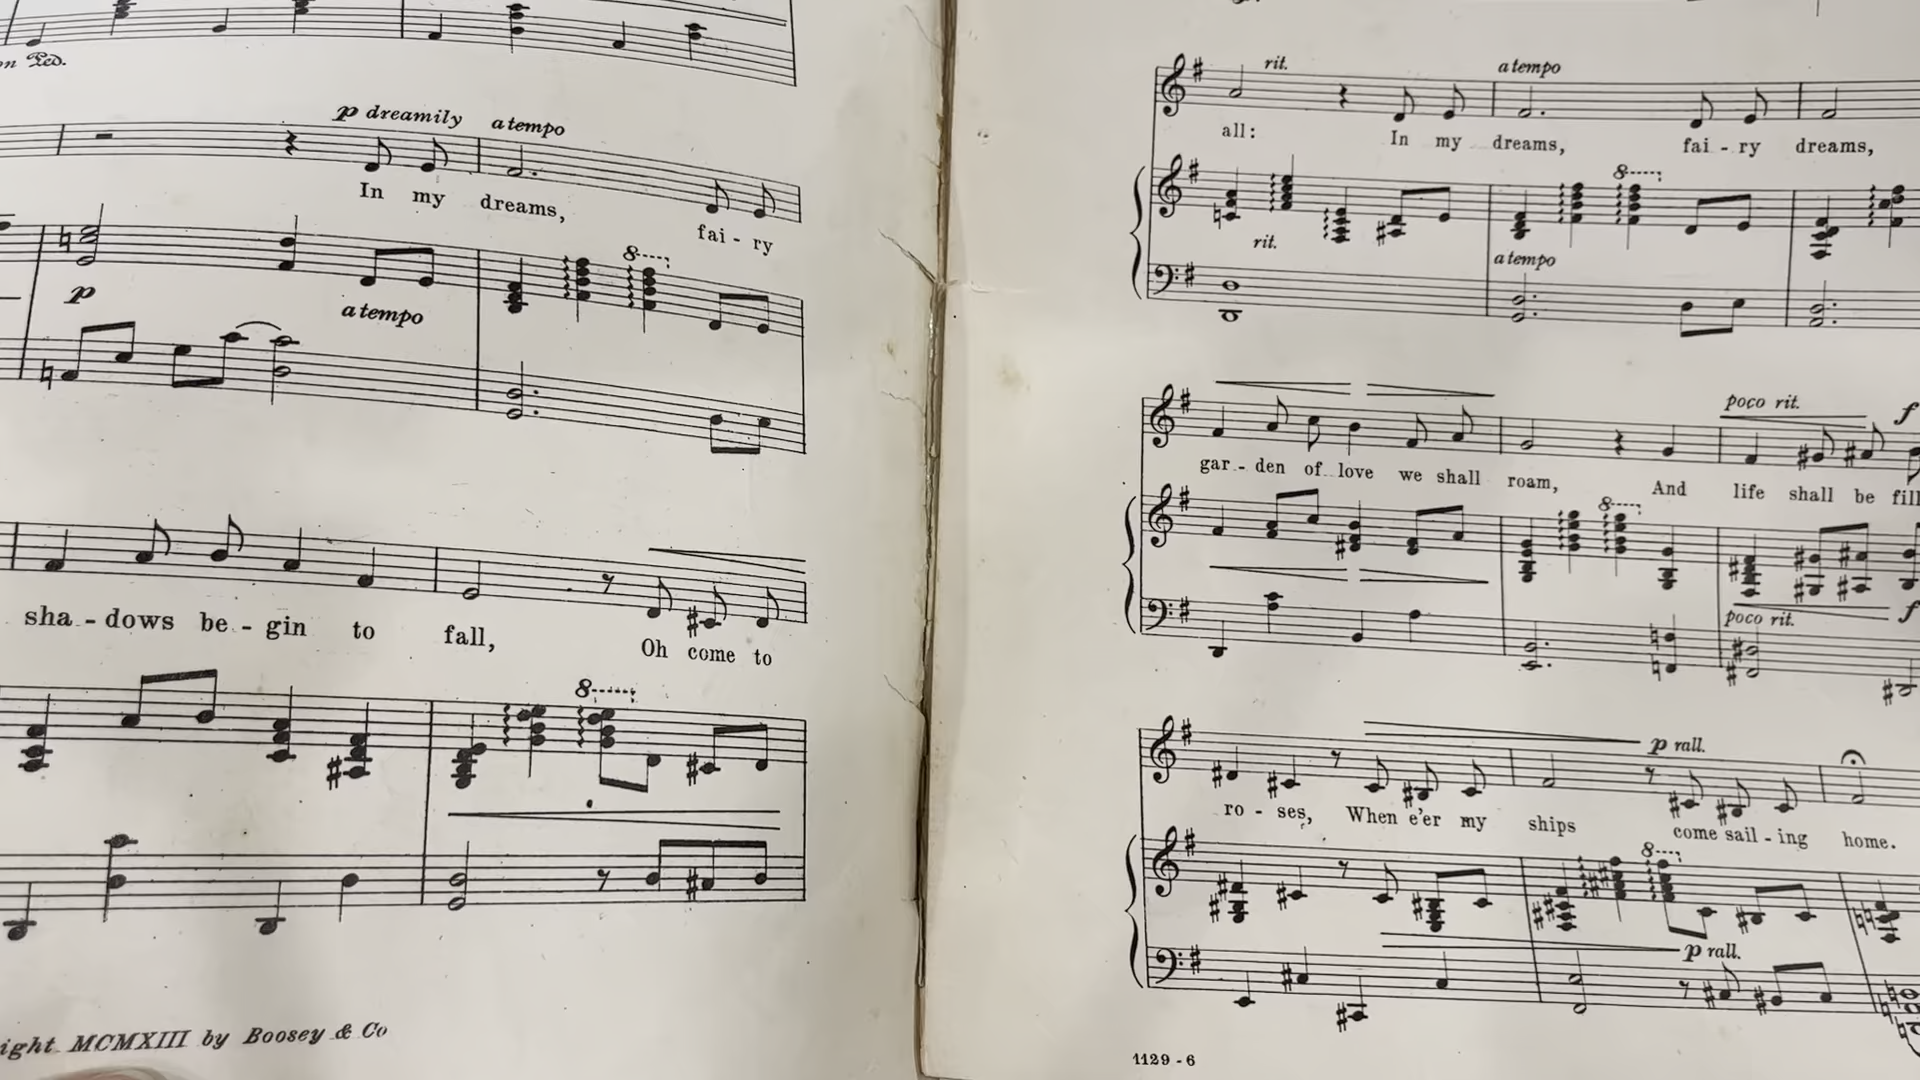 on Ped.
p dreamily a tempo
In my dreams, fai - ry
8
p
a tempo
sha - dows be - gin to fall, Oh come to
8
ight MCMXIII by Boosey & Co
rit. a tempo
all: In my dreams, fai - ry dreams,
8
rit. a tempo
poco rit. f
gar - den of love we shall roam, And life shall be fill
8
poco rit. f
p rall.
ro - ses, When e'er my ships come sail - ing home.
8
p rall.
1129 - 6